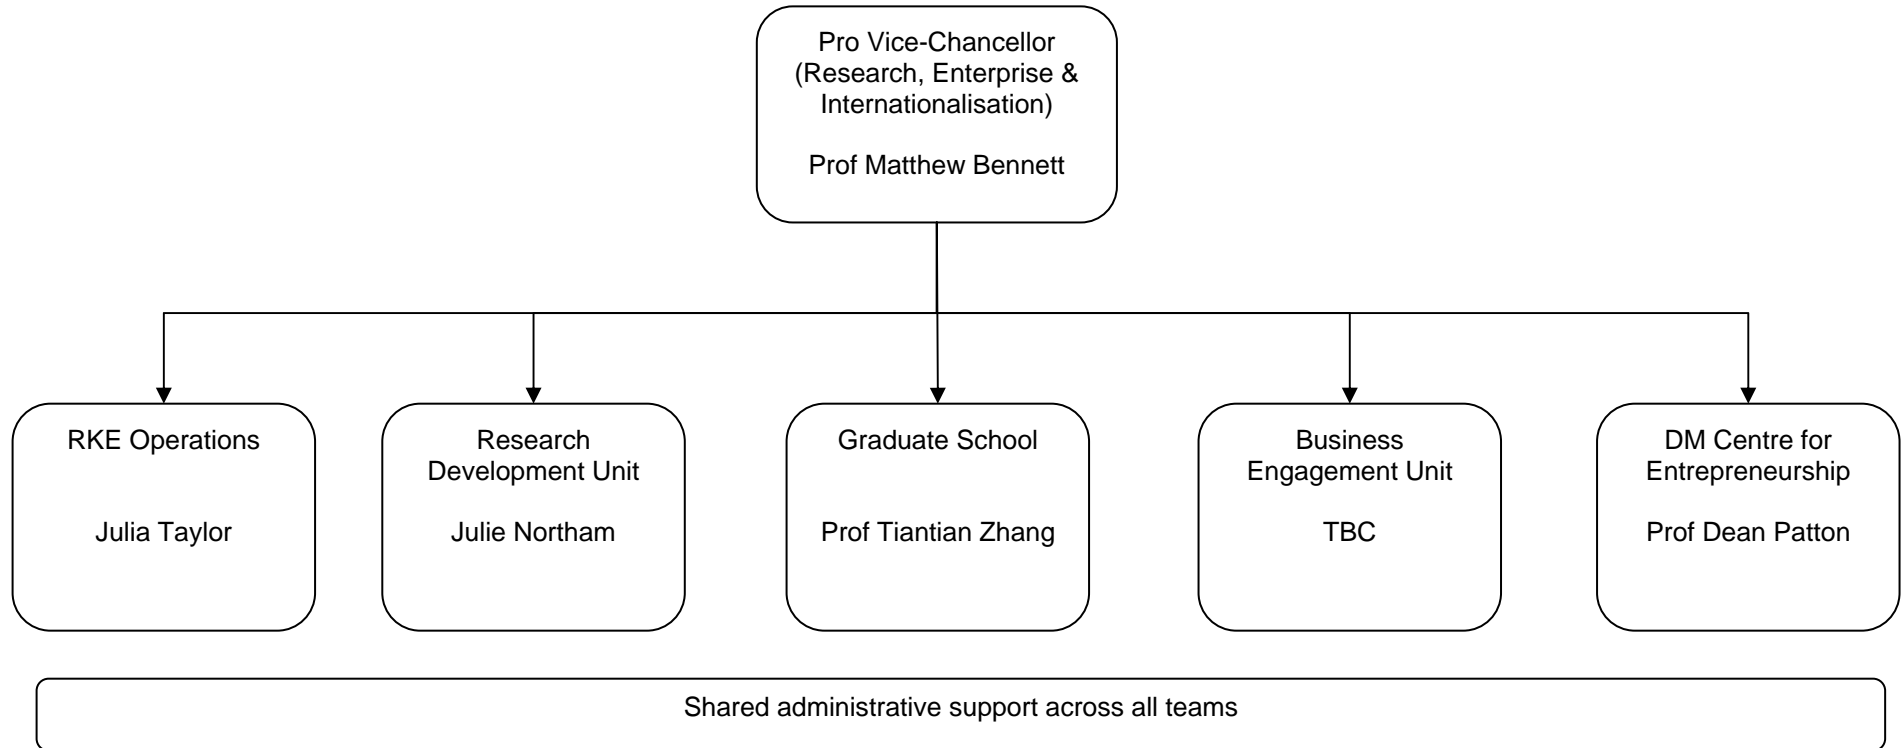 Pro Vice-Chancellor
(Research, Enterprise &
Internationalisation)
Prof Matthew Bennett
RKE Operations
Julia Taylor
Research
Development Unit
Julie Northam
Graduate School
Prof Tiantian Zhang
Business
Engagement Unit
TBC
DM Centre for
Entrepreneurship
Prof Dean Patton
Shared administrative support across all teams